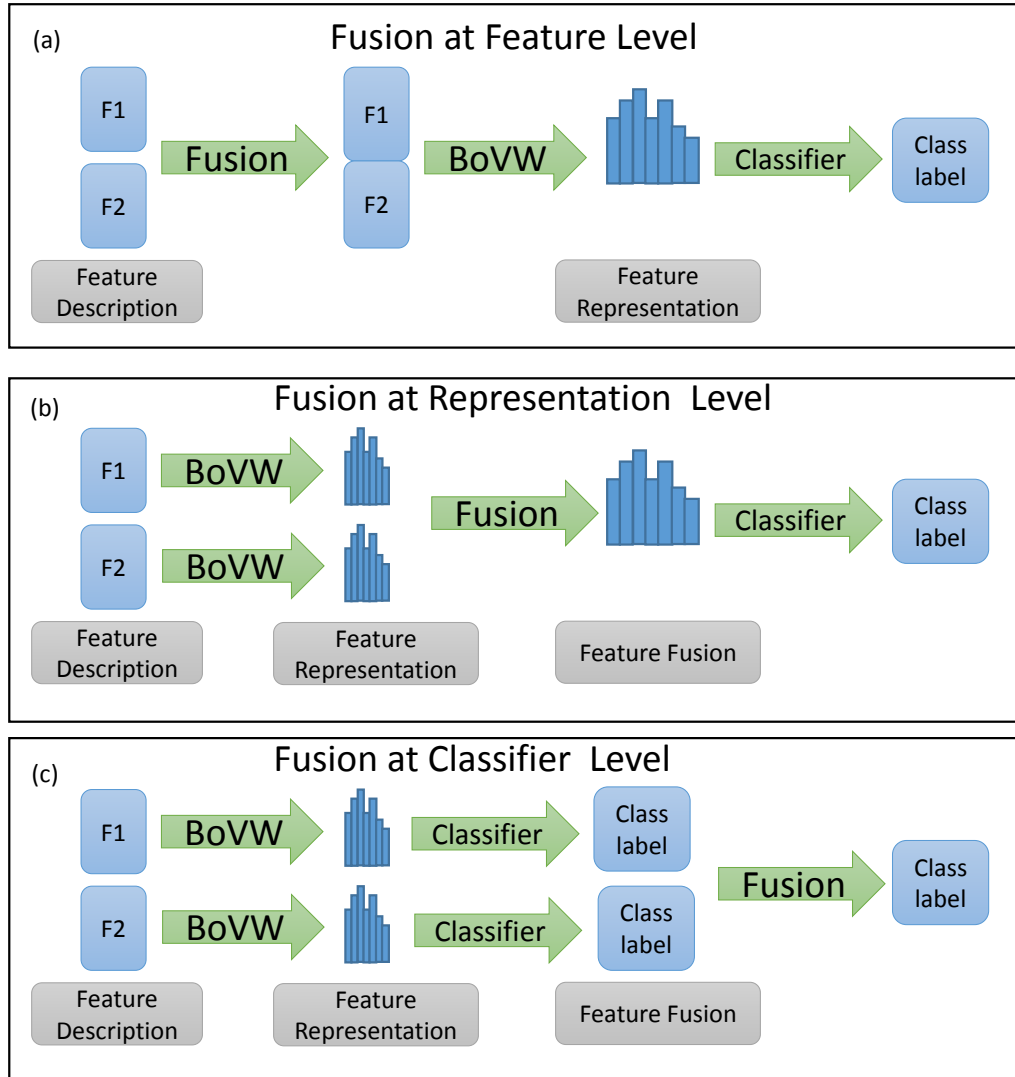 (a)
Fusion at Feature Level
F1
F2
Fusion
F1
F2
BoVW
Classifier
Class
label
Feature
Description
Feature
Representation
(b)
Fusion at Representation Level
F1
BoVW
F2
BoVW
Fusion
Classifier
Class
label
Feature
Description
Feature
Representation
Feature Fusion
(c)
Fusion at Classifier Level
F1
BoVW
Classifier
Class
label
F2
BoVW
Classifier
Class
label
Fusion
Class
label
Feature
Description
Feature
Representation
Feature Fusion